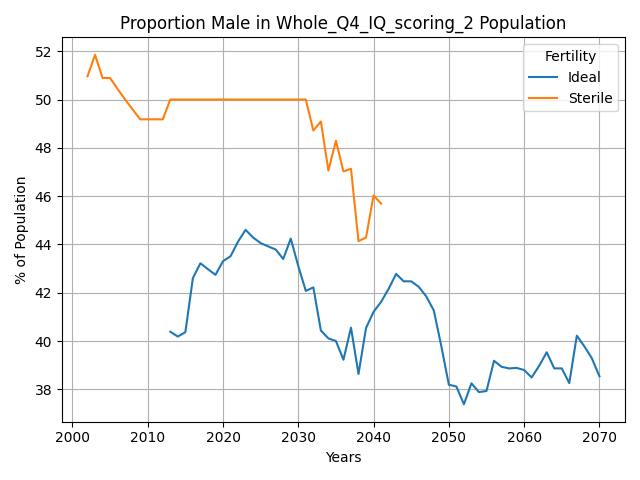 Proportion Male in Whole_Q4_IQ_scoring_2 Population
% of Population
52
50
48
46
44
42
40
38
Fertility
Ideal
Sterile
2000 2010 2020 2030 2040 2050 2060 2070
Years